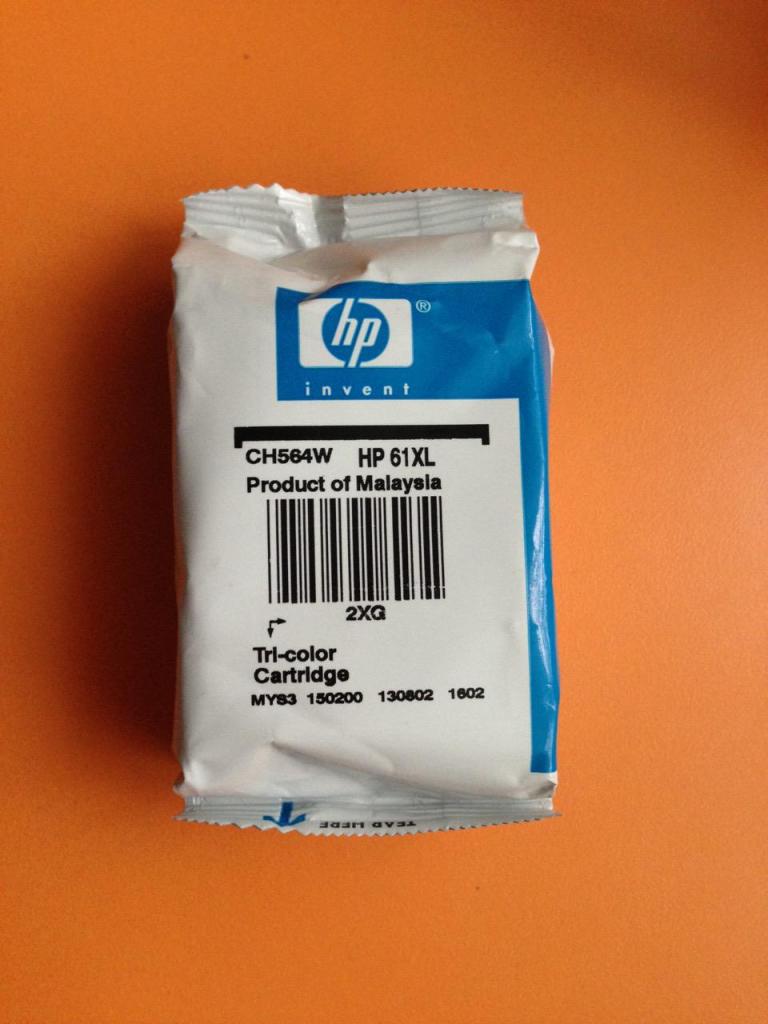 hp ®
invent
CH564W HP 61XL
Product of Malaysia
2XG
Tri-color
Cartridge
MYS3 150200 130802 1602
TEAR HERE